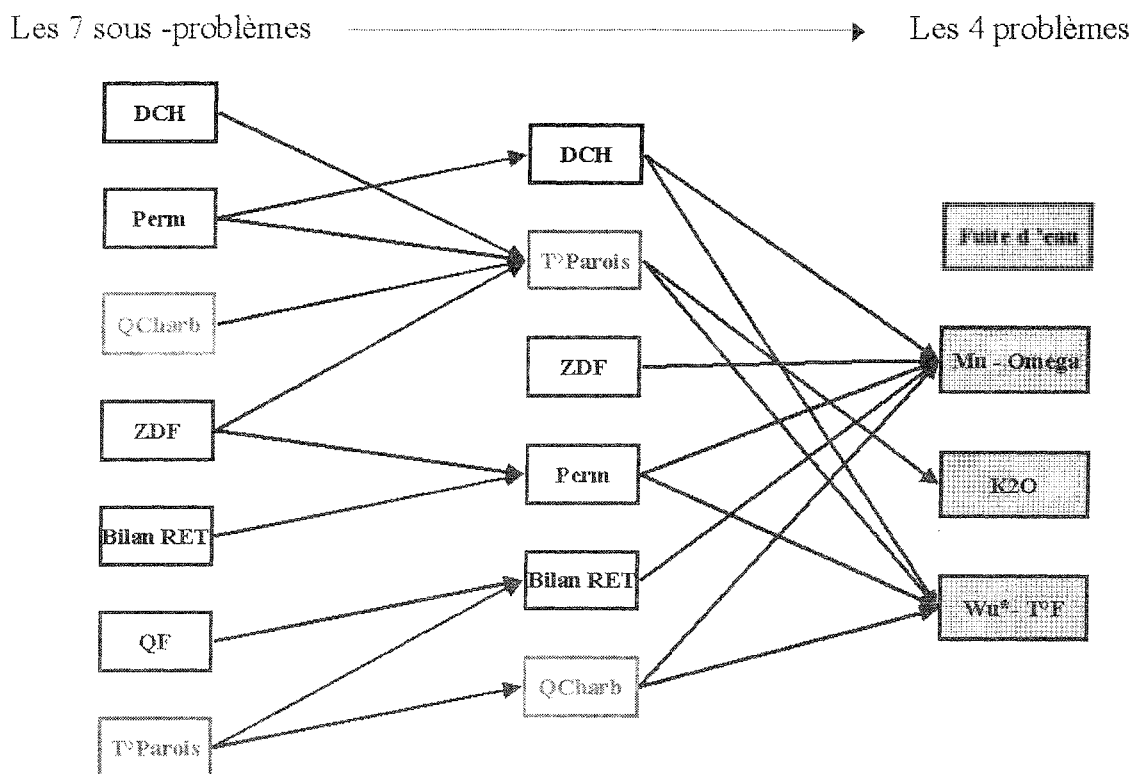 Les 7 sous -problèmes
Les 4 problèmes
DCH
Perm
QCharb
ZDF
Bilan RET
QF
T°Parois
DCH
T°Parois
ZDF
Perm
Bilan RET
QCharb
Fuite d 'eau
Mn - Omega
K2O
Wu* - T°F